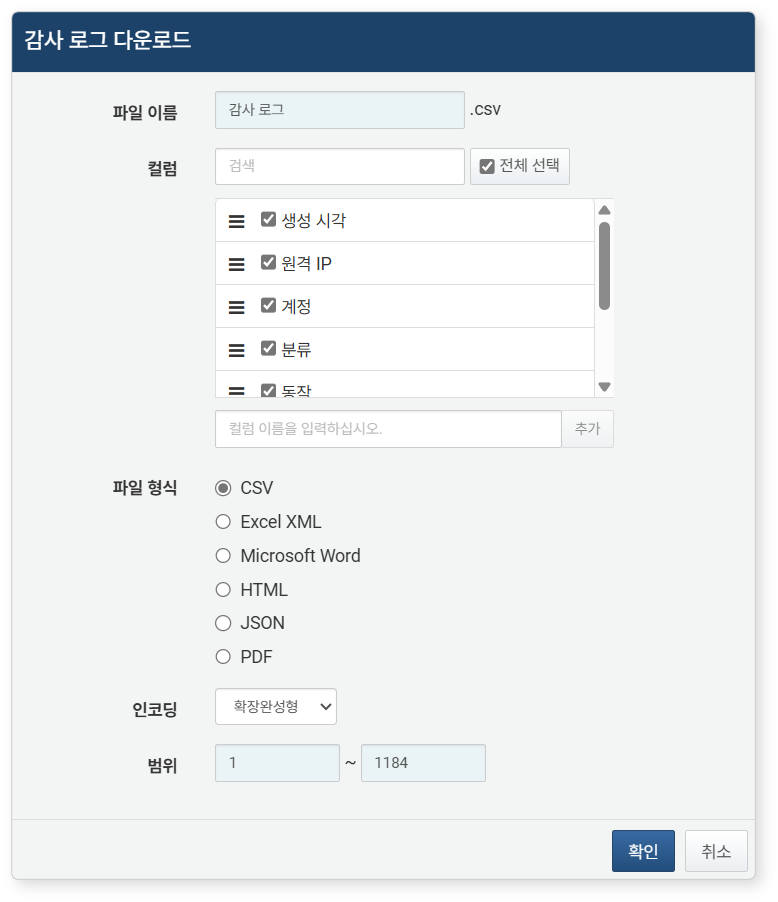 감사 로그 다운로드
파일 이름 감사 로그 .csv
컬럼 검색 전체 선택
생성 시각
원격 IP
계정
분류
동작
컬럼 이름을 입력하십시오. 추가
파일 형식 CSV
Excel XML
Microsoft Word
HTML
JSON
PDF
인코딩 확장완성형
범위 1 ~ 1184
확인 취소